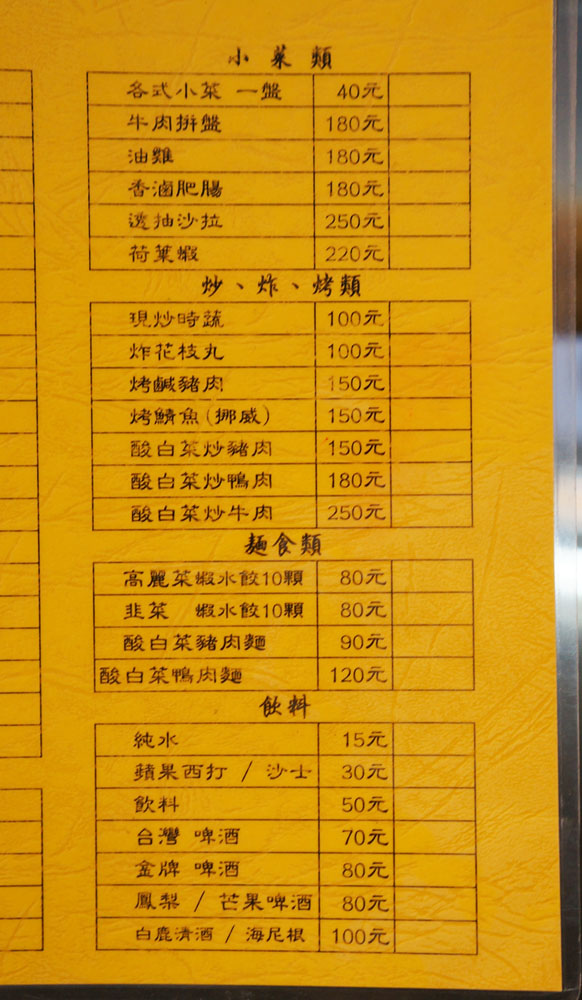 小菜類
各式小菜 一盤 40元
牛肉拼盤 180元
油雞 180元
香滷肥腸 180元
透抽沙拉 250元
荷葉蝦 220元
炒、炸、烤類
現炒時蔬 100元
炸花枝丸 100元
烤鹹豬肉 150元
烤鯖魚(挪威) 150元
酸白菜炒豬肉 150元
酸白菜炒鴨肉 180元
酸白菜炒牛肉 250元
麵食類
高麗菜蝦水餃10顆 80元
韭菜 蝦水餃10顆 80元
酸白菜豬肉麵 90元
酸白菜鴨肉麵 120元
飲料
純水 15元
蘋果西打 / 沙士 30元
飲料 50元
台灣 啤酒 70元
金牌 啤酒 80元
鳳梨 / 芒果啤酒 80元
白鹿清酒 / 海尼根 100元